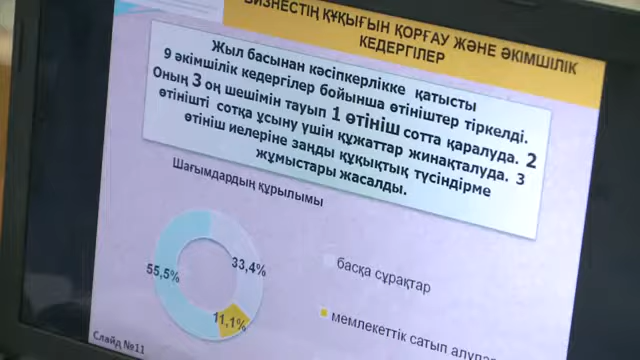 БИЗНЕСТІҢ ҚҰҚЫҒЫН ҚОРҒАУ ЖӘНЕ ӘКІМШІЛІК
КЕДЕРГІЛЕР
Жыл басынан кәсіпкерлікке қатысты
9 әкімшілік кедергілер бойынша өтініштер тіркелді.
Оның 3 оң шешімін тауып 1 өтініш сотта қаралуда. 2
өтінішті сотқа ұсыну үшін құжаттар жинақталуда. 3
өтініш иелеріне заңды құқықтық түсіндірме
жұмыстары жасалды.
Шағымдардың құрылымы
33,4%
55,5%
11,1%
басқа сұрақтар
мемлекеттік сатып
Слайд №11